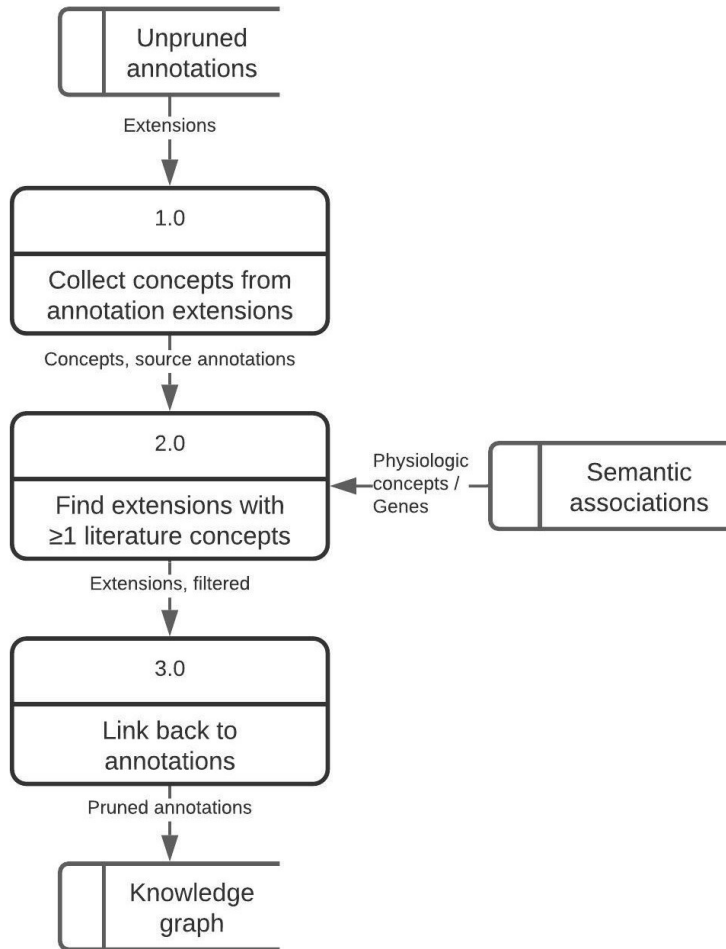 Unpruned
annotations
Extensions
1.0
Collect concepts from
annotation extensions
Concepts, source annotations
2.0
Find extensions with
≥1 literature concepts
Physiologic
concepts /
Genes
Semantic
associations
Extensions, filtered
3.0
Link back to
annotations
Pruned annotations
Knowledge
graph